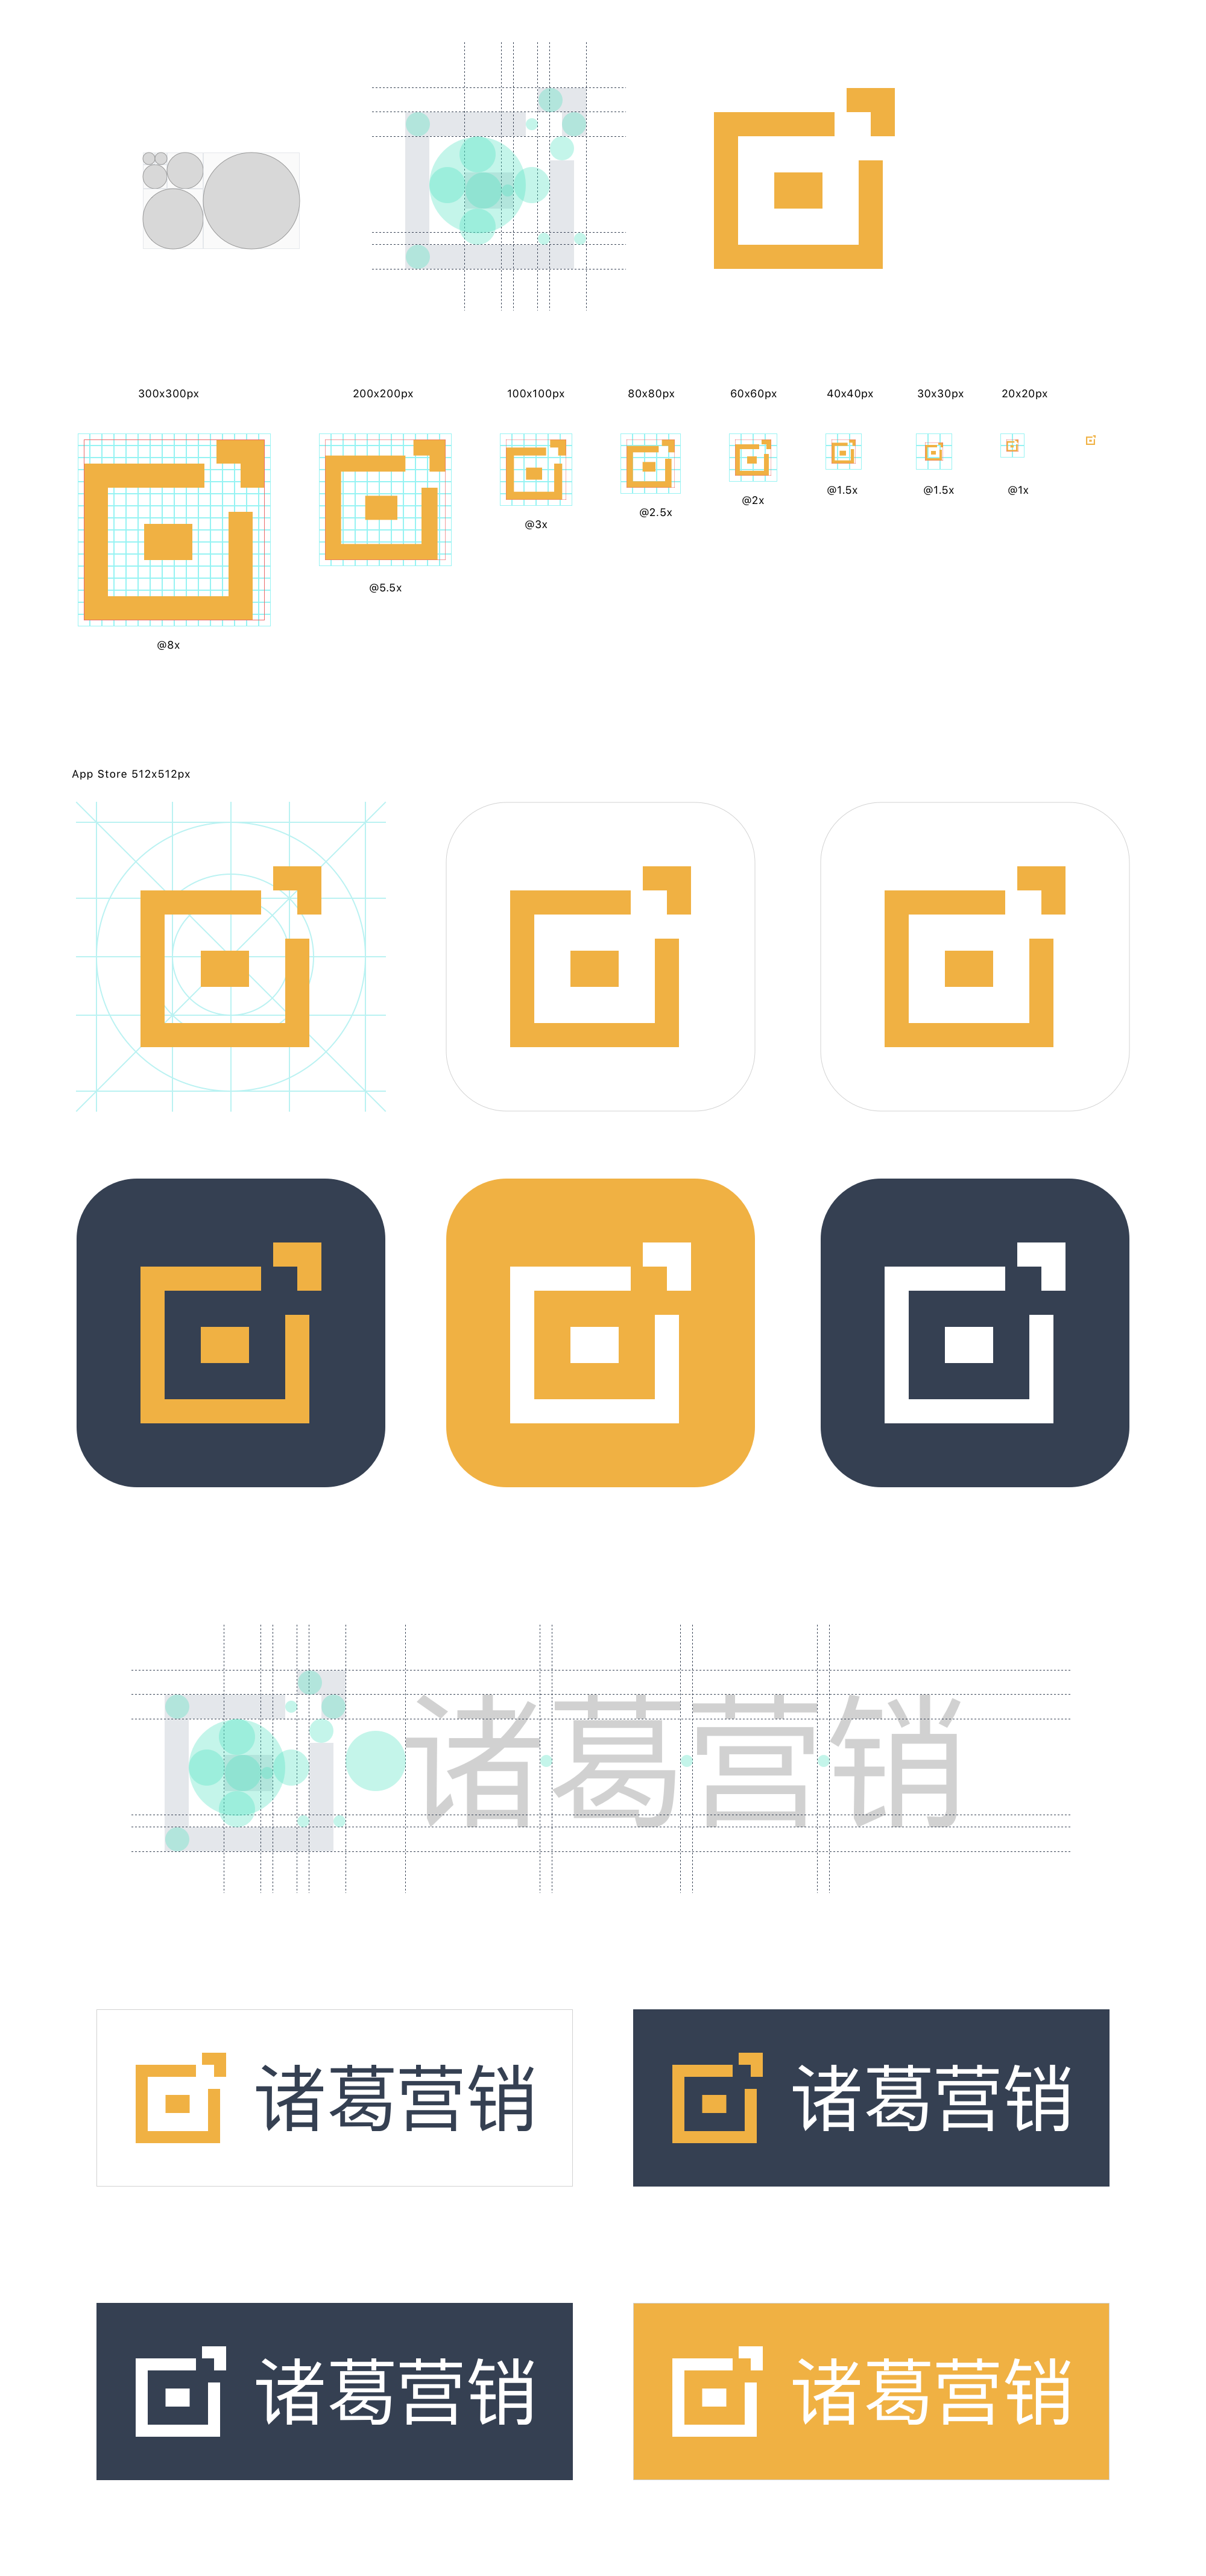 300x300px 200x200px 100x100px 80x80px 60x60px 40x40px 30x30px 20x20px
@8x @5.5x @3x @2.5x @2x @1.5x @1.5x @1x
App Store 512x512px
诸葛营销
诸葛营销 诸葛营销
诸葛营销 诸葛营销